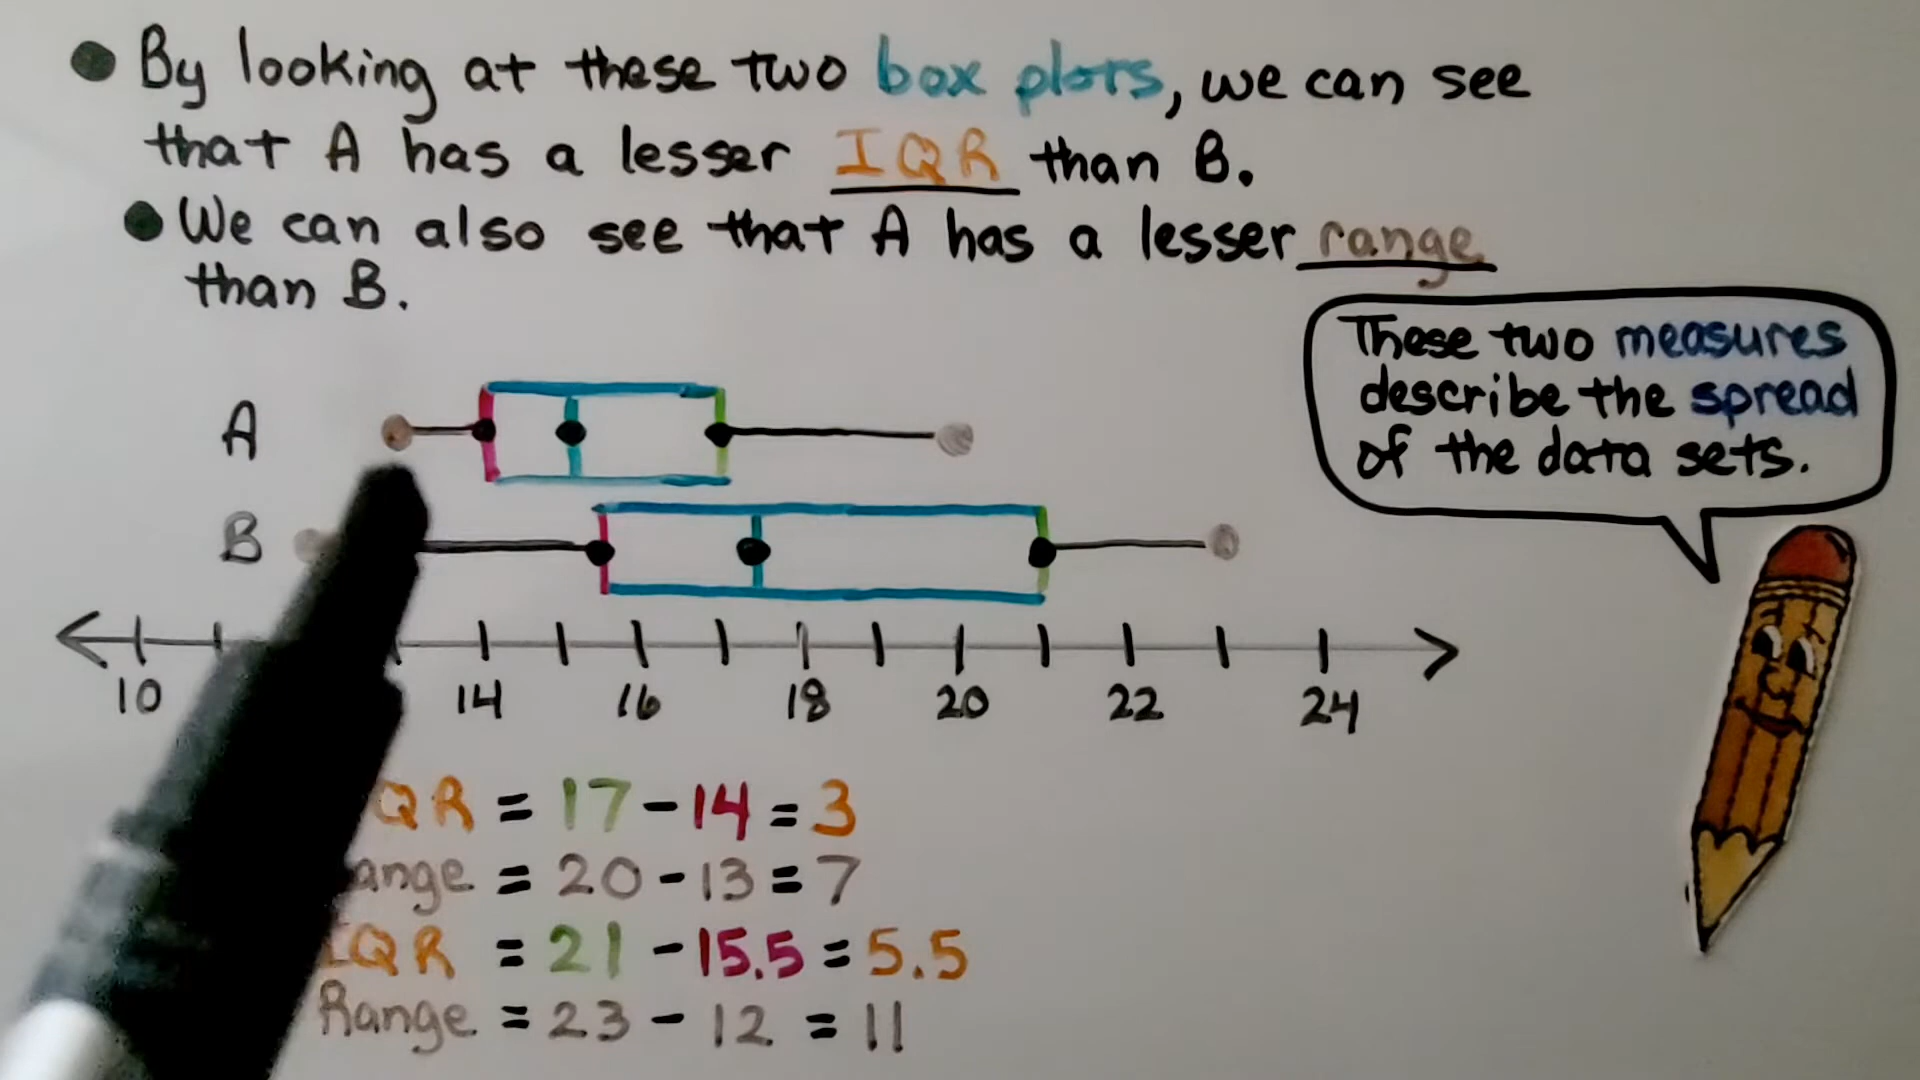 By looking at these two box plots, we can see
that A has a lesser IQR than B.
We can also see that A has a lesser range
than B.
These two measures
describe the spread
of the data sets.
A
B
10 14 16 18 20 22 24
QR = 17 - 14 = 3
ange = 20 - 13 = 7
IQR = 21 - 15.5 = 5.5
Range = 23 - 12 = 11